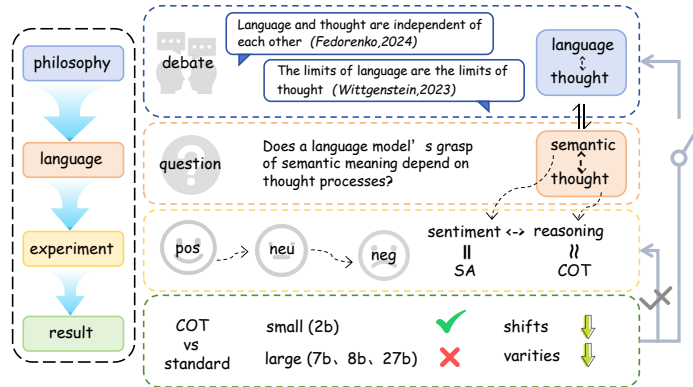 philosophy
language
experiment
result
debate
Language and thought are independent of
each other (Fedorenko,2024)
The limits of language are the limits of
thought (Wittgenstein,2023)
language
thought
question
Does a language model's grasp
of semantic meaning depend on
thought processes?
semantic
thought
pos
neu
neg
sentiment <-> reasoning
SA
COT
COT
vs
standard
small (2b)
large (7b、8b、27b)
shifts
varities